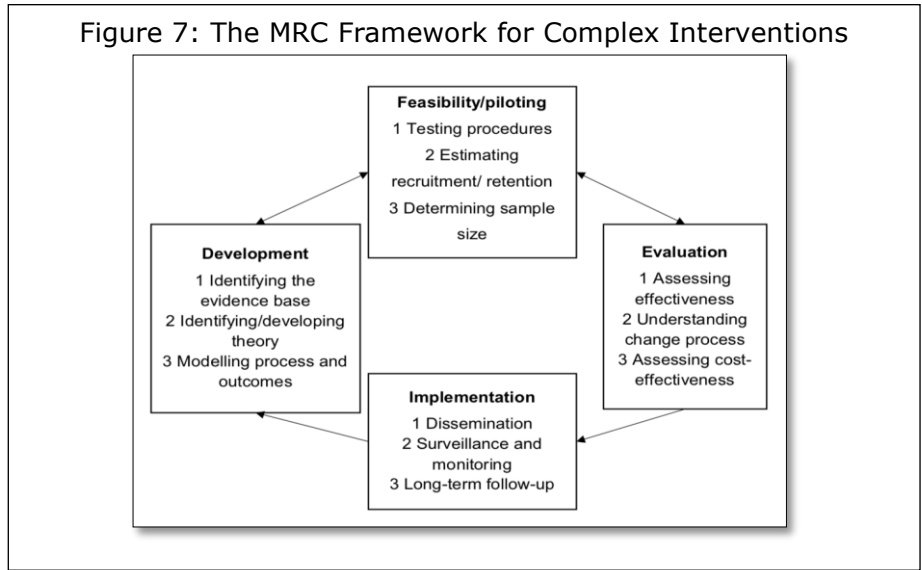 Figure 7: The MRC Framework for Complex Interventions
Feasibility/piloting
1 Testing procedures
2 Estimating
recruitment/ retention
3 Determining sample
size
Development
1 Identifying the
evidence base
2 Identifying/developing
theory
3 Modelling process and
outcomes
Evaluation
1 Assessing
effectiveness
2 Understanding
change process
3 Assessing cost-
effectiveness
Implementation
1 Dissemination
2 Surveillance and
monitoring
3 Long-term follow-up